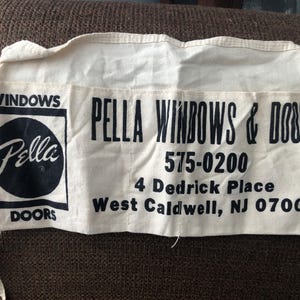 WINDOWS
Pella
DOORS
PELLA WINDOWS & DOO
575-0200
4 Dedrick Place
West Caldwell, NJ 0700